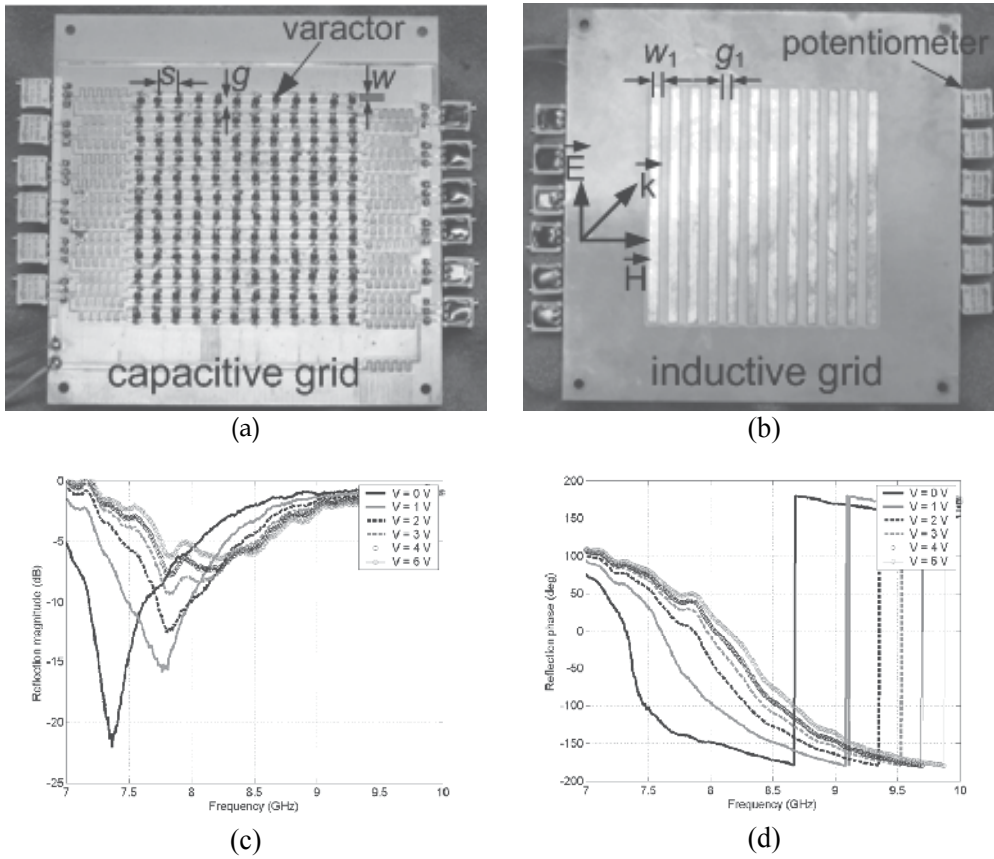 varactor
s g w
capacitive grid
(a)
w1 g1
potentiometer
E
k
H
inductive grid
(b)
0
-5
-10
-15
-20
-25
Reflection magnitude (dB)
7 7.5 8 8.5 9 9.5 10
Frequency (GHz)
V = 0 V
V = 1 V
V = 2 V
V = 3 V
V = 4 V
V = 6 V
(c)
200
150
100
50
0
-50
-100
-150
-200
Reflection phase (deg)
7 7.5 8 8.5 9 9.5 10
Frequency (GHz)
V = 0 V
V = 1 V
V = 2 V
V = 3 V
V = 4 V
V = 6 V
(d)